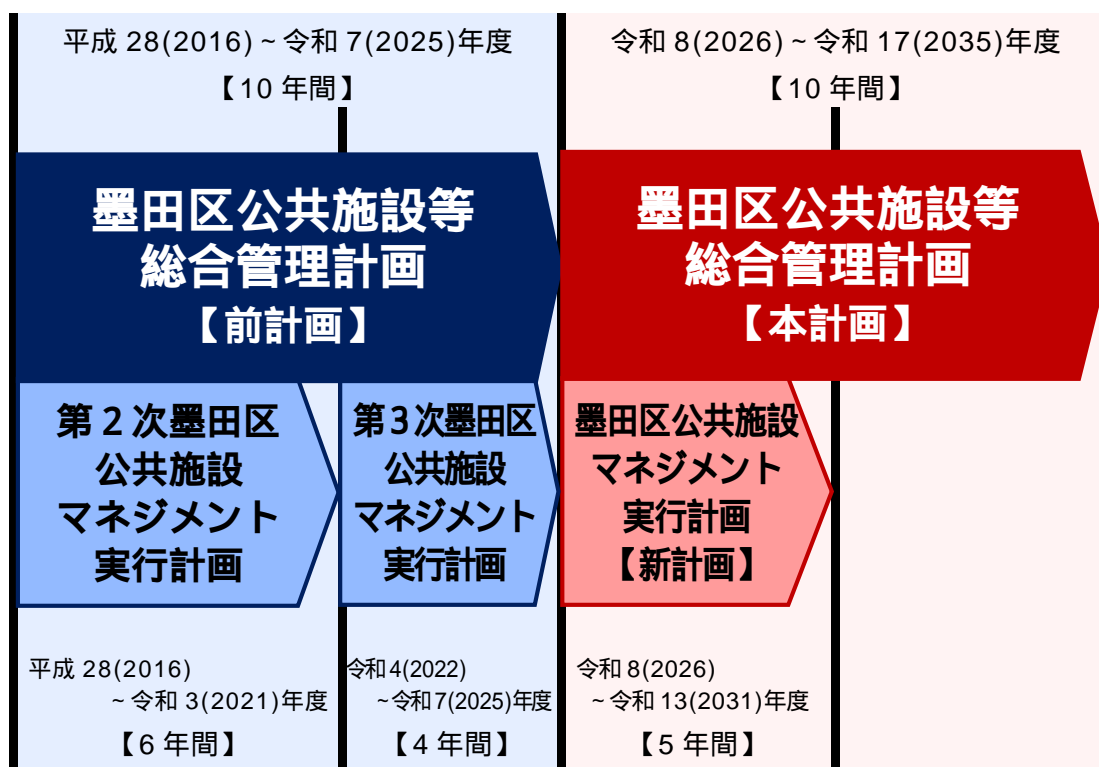 平成 28(2016)～令和 7(2025)年度
【10 年間】
令和 8(2026)～令和 17(2035)年度
【10 年間】
墨田区公共施設等
総合管理計画
【前計画】
墨田区公共施設等
総合管理計画
【本計画】
第２次墨田区
公共施設
マネジメント
実行計画
第３次墨田区
公共施設
マネジメント
実行計画
墨田区公共施設
マネジメント
実行計画
【新計画】
平成 28(2016)
～令和 3(2021)年度
【6 年間】
令和4(2022)
～令和7(2025)年度
【4 年間】
令和 8(2026)
～令和 13(2031)年度
【5 年間】